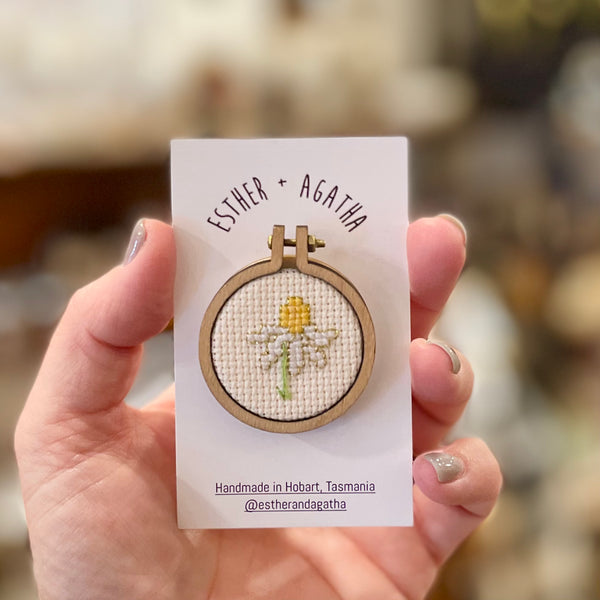 ESTHER + AGATHA
Handmade in Hobart, Tasmania
@estherandagatha